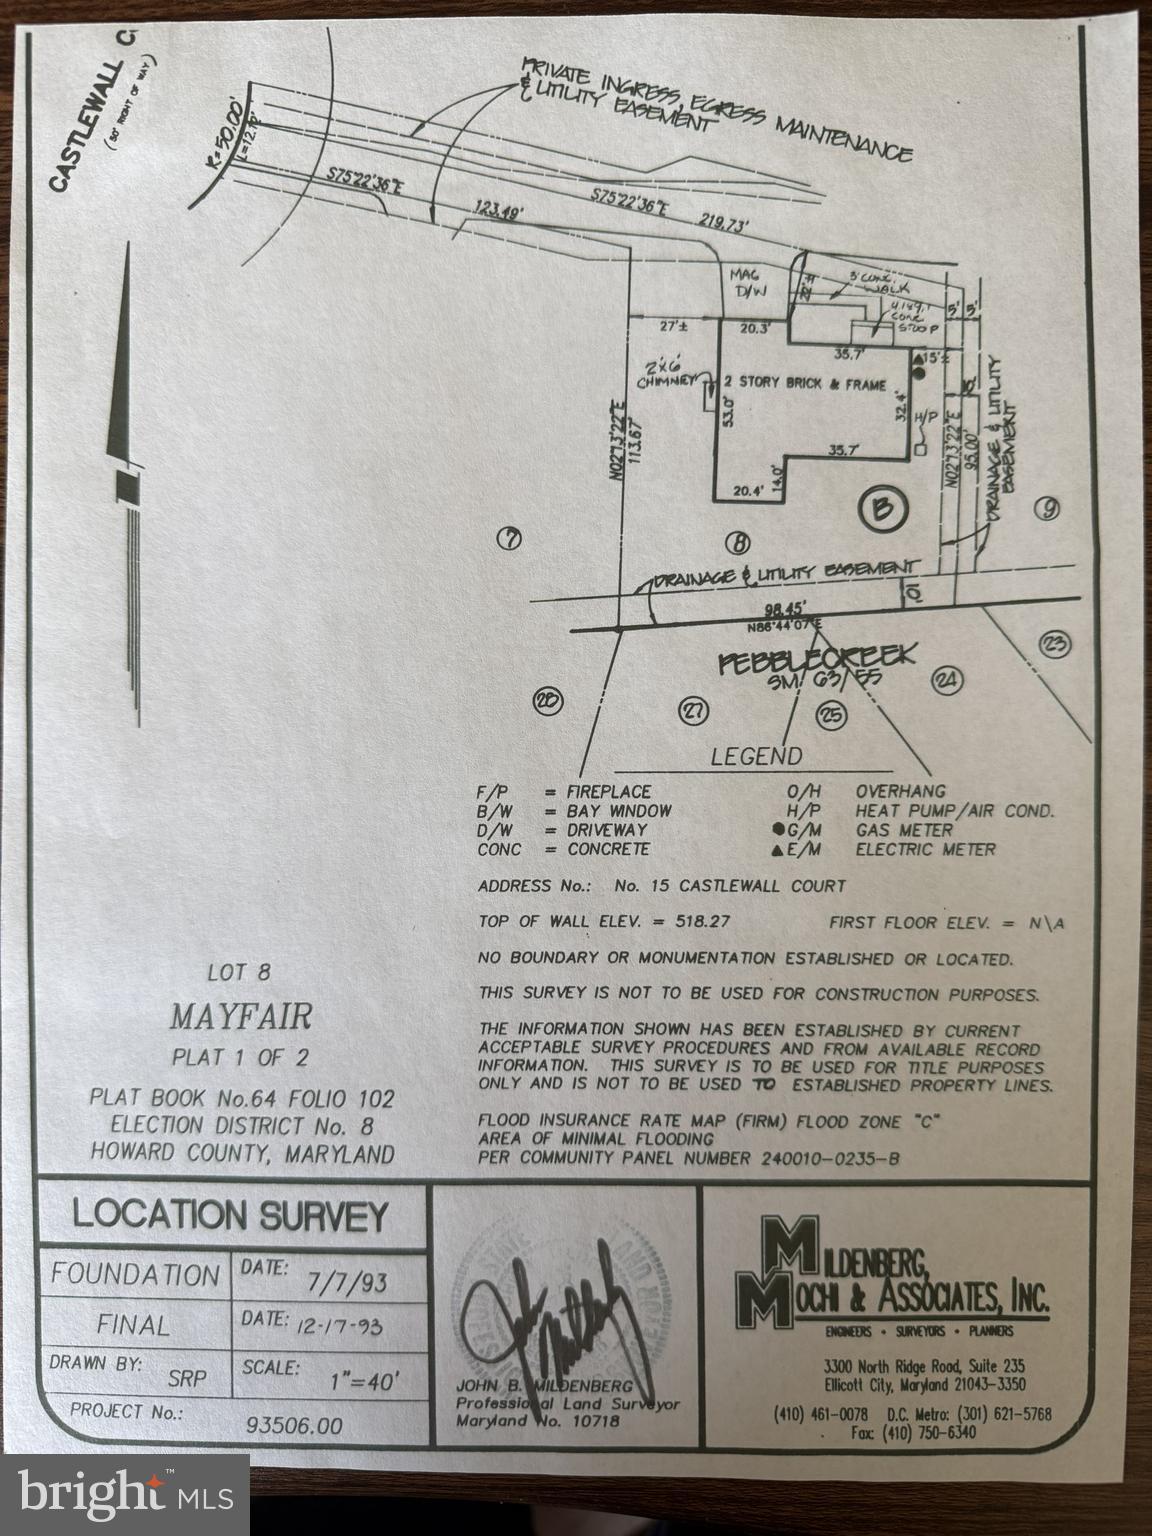 CASTLEWALL
(50' RIGHT OF WAY)
R=50.00'
PRIVATE INGRESS, EGRESS MAINTENANCE
& UTILITY EASEMENT
S75°22'36"E
123.49'
S75°22'36"E
219.73'
MAC
D/W
3' CONC.
WALK
CONC
STOOP
5'
5'
27'±
20.3'
35.7'
15'±
2'x6'
CHIMNEY
2 STORY BRICK & FRAME
10'
53.0'
32.4'
H/P
N02°13'22"E
113.67'
N02°13'22"E
95.00'
DRAINAGE & UTILITY
EASEMENT
35.7'
14.0'
20.4'
B
7
8
9
DRAINAGE & UTILITY EASEMENT
10'
98.45'
N86°44'07"E
PEBBLECREEK
SM/ 63/55
23
24
25
27
28
LEGEND
F/P = FIREPLACE O/H OVERHANG
B/W = BAY WINDOW H/P HEAT PUMP/AIR COND.
D/W = DRIVEWAY ●G/M GAS METER
CONC = CONCRETE ▲E/M ELECTRIC METER
ADDRESS No.: No. 15 CASTLEWALL COURT
TOP OF WALL ELEV. = 518.27 FIRST FLOOR ELEV. = N\A
NO BOUNDARY OR MONUMENTATION ESTABLISHED OR LOCATED.
THIS SURVEY IS NOT TO BE USED FOR CONSTRUCTION PURPOSES.
THE INFORMATION SHOWN HAS BEEN ESTABLISHED BY CURRENT
ACCEPTABLE SURVEY PROCEDURES AND FROM AVAILABLE RECORD
INFORMATION. THIS SURVEY IS TO BE USED FOR TITLE PURPOSES
ONLY AND IS NOT TO BE USED TO ESTABLISHED PROPERTY LINES.
FLOOD INSURANCE RATE MAP (FIRM) FLOOD ZONE "C"
AREA OF MINIMAL FLOODING
PER COMMUNITY PANEL NUMBER 240010-0235-B
LOT 8
MAYFAIR
PLAT 1 OF 2
PLAT BOOK No.64 FOLIO 102
ELECTION DISTRICT No. 8
HOWARD COUNTY, MARYLAND
LOCATION SURVEY
FOUNDATION DATE: 7/7/93
FINAL DATE: 12-17-93
DRAWN BY: SRP SCALE: 1"=40'
PROJECT No.: 93506.00
JOHN B. MILDENBERG
Professional Land Surveyor
Maryland No. 10718
MILDENBERG,
MOCHI & ASSOCIATES, INC.
ENGINEERS • SURVEYORS • PLANNERS
3300 North Ridge Road, Suite 235
Ellicott City, Maryland 21043-3350
(410) 461-0078 D.C. Metro: (301) 621-5768
Fax: (410) 750-6340
bright™ MLS